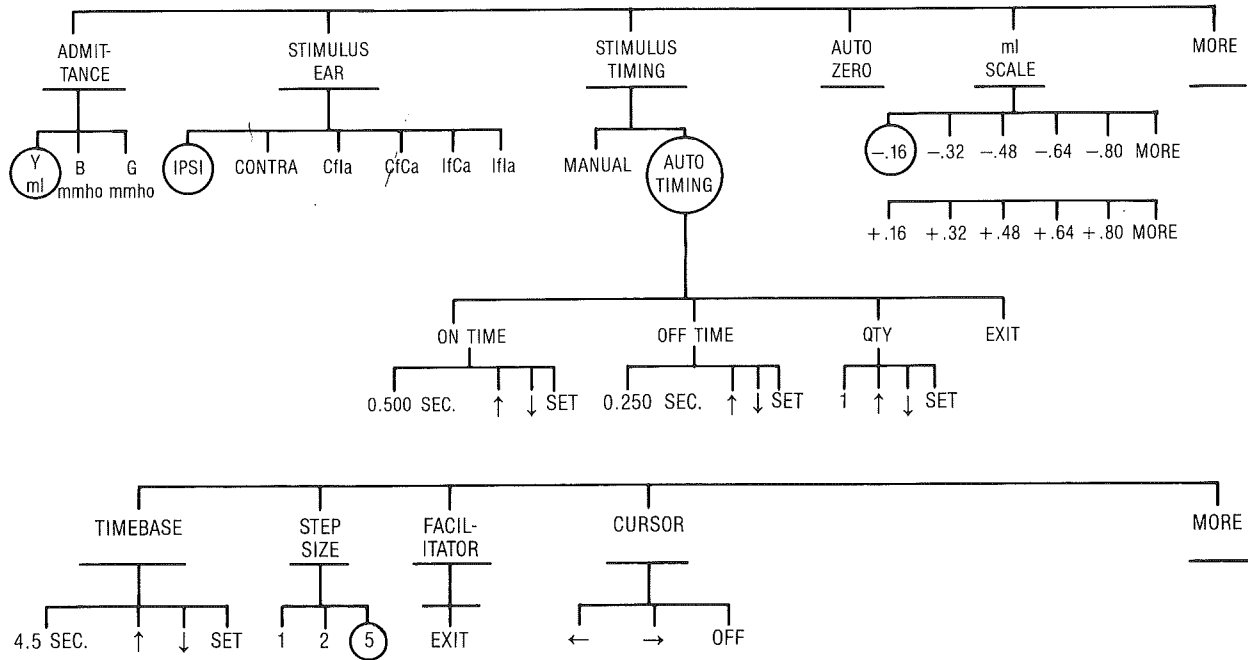 ADMIT-
TANCE
STIMULUS
EAR
STIMULUS
TIMING
AUTO
ZERO
ml
SCALE
MORE
Y
ml
B
mmho
G
mmho
IPSI
CONTRA
CfIa
CfCa
IfCa
IfIa
MANUAL
AUTO
TIMING
−.16 −.32 −.48 −.64 −.80 MORE
+.16 +.32 +.48 +.64 +.80 MORE
ON TIME
OFF TIME
QTY
EXIT
0.500 SEC. ↑ ↓ SET
0.250 SEC. ↑ ↓ SET
1 ↑ ↓ SET
TIMEBASE
STEP
SIZE
FACIL-
ITATOR
CURSOR
MORE
4.5 SEC. ↑ ↓ SET
1 2 5
EXIT
← → OFF